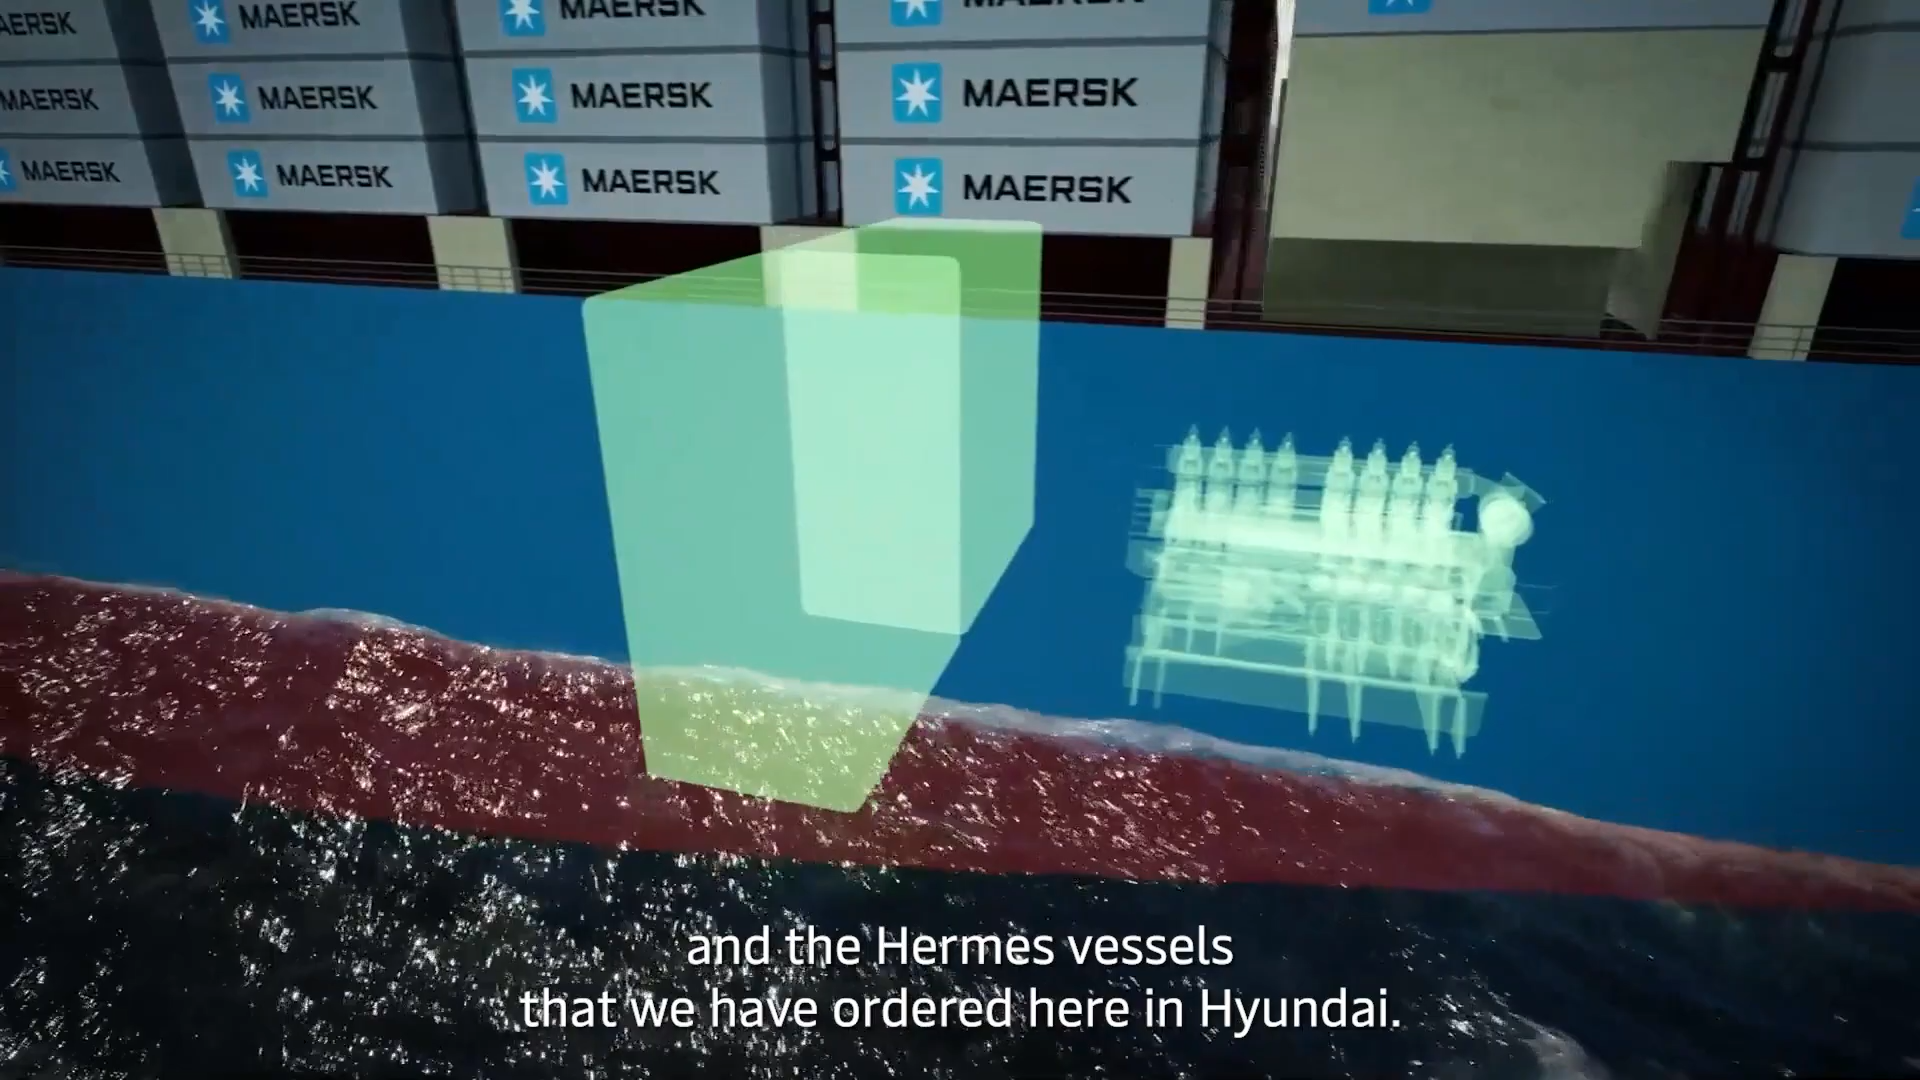 MAERSK MAERSK MAERSK
MAERSK MAERSK MAERSK MAERSK
MAERSK MAERSK MAERSK MAERSK
and the Hermes vessels
that we have ordered here in Hyundai.